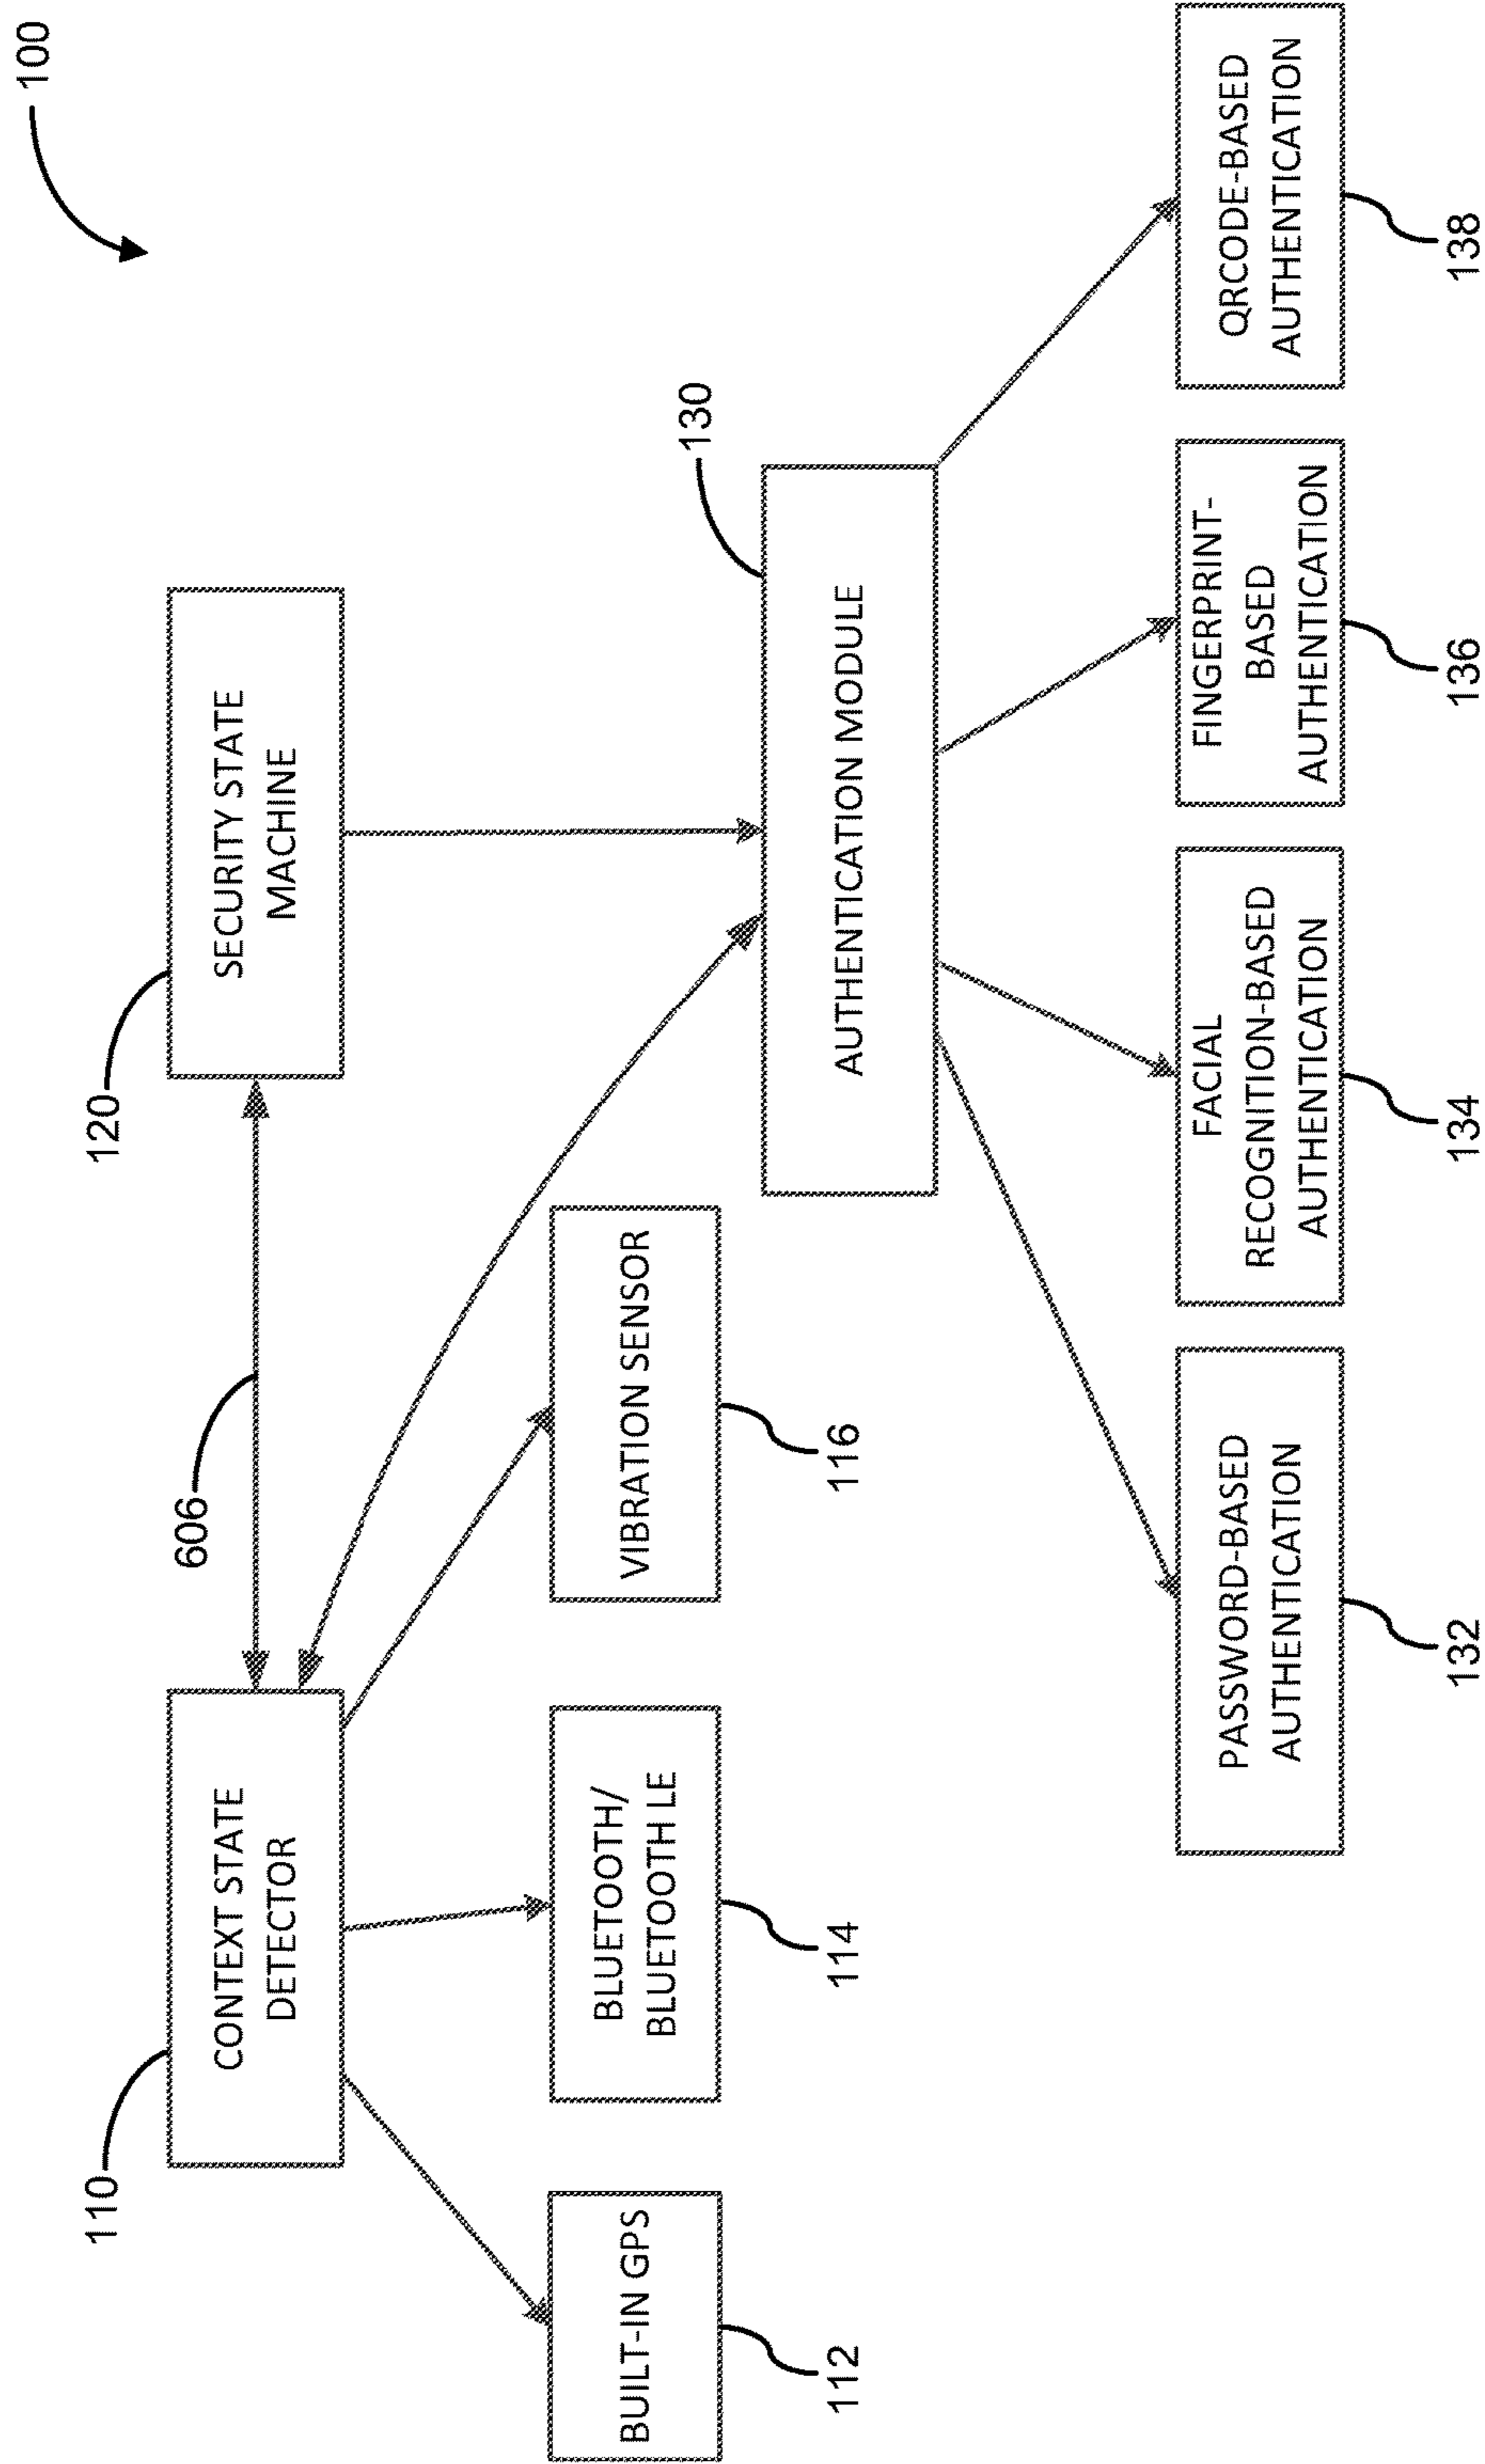 100
120
110
606
CONTEXT STATE
DETECTOR
SECURITY STATE
MACHINE
130
BUILT-IN GPS
BLUETOOTH/
BLUETOOTH LE
VIBRATION SENSOR
112
114
116
AUTHENTICATION MODULE
PASSWORD-BASED
AUTHENTICATION
FACIAL
RECOGNITION-BASED
AUTHENTICATION
FINGERPRINT-
BASED
AUTHENTICATION
QRCODE-BASED
AUTHENTICATION
132
134
136
138